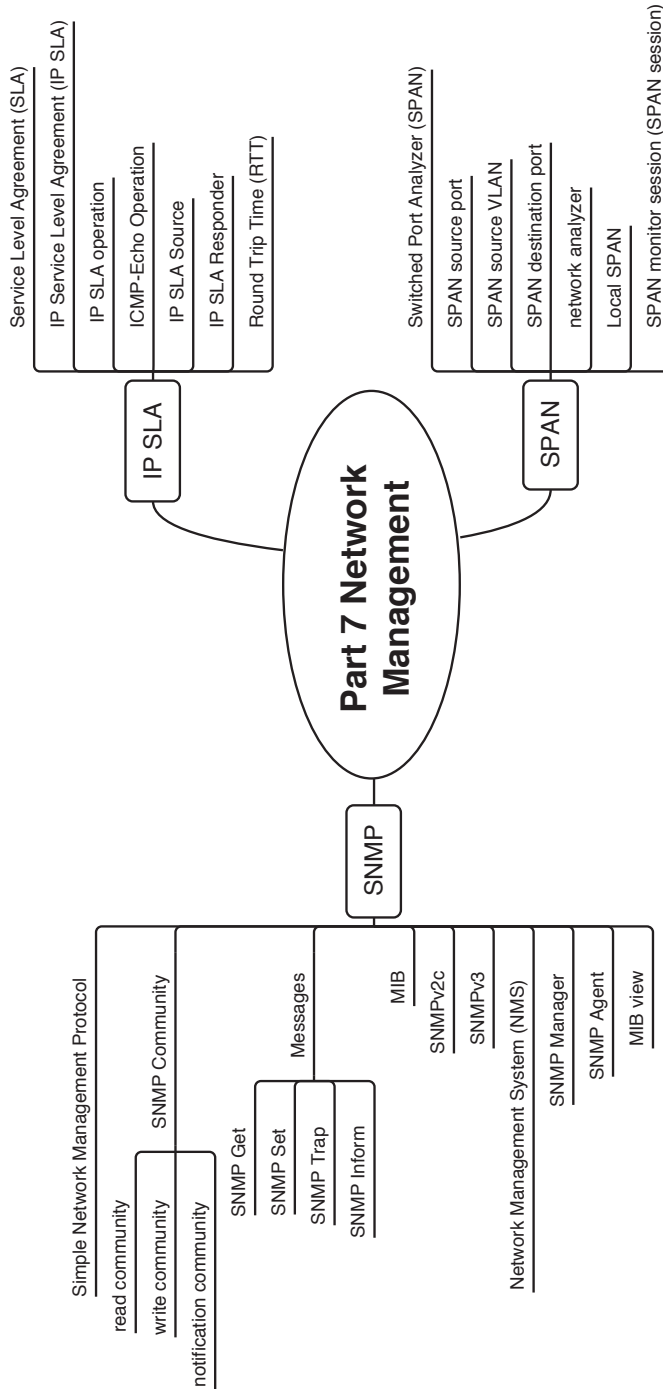 Part 7 Network
Management
SNMP
Simple Network Management Protocol
SNMP Community
read community
write community
notification community
Messages
SNMP Get
SNMP Set
SNMP Trap
SNMP Inform
MIB
SNMPv2c
SNMPv3
Network Management System (NMS)
SNMP Manager
SNMP Agent
MIB view
IP SLA
Service Level Agreement (SLA)
IP Service Level Agreement (IP SLA)
IP SLA operation
ICMP-Echo Operation
IP SLA Source
IP SLA Responder
Round Trip Time (RTT)
SPAN
Switched Port Analyzer (SPAN)
SPAN source port
SPAN source VLAN
SPAN destination port
network analyzer
Local SPAN
SPAN monitor session (SPAN session)